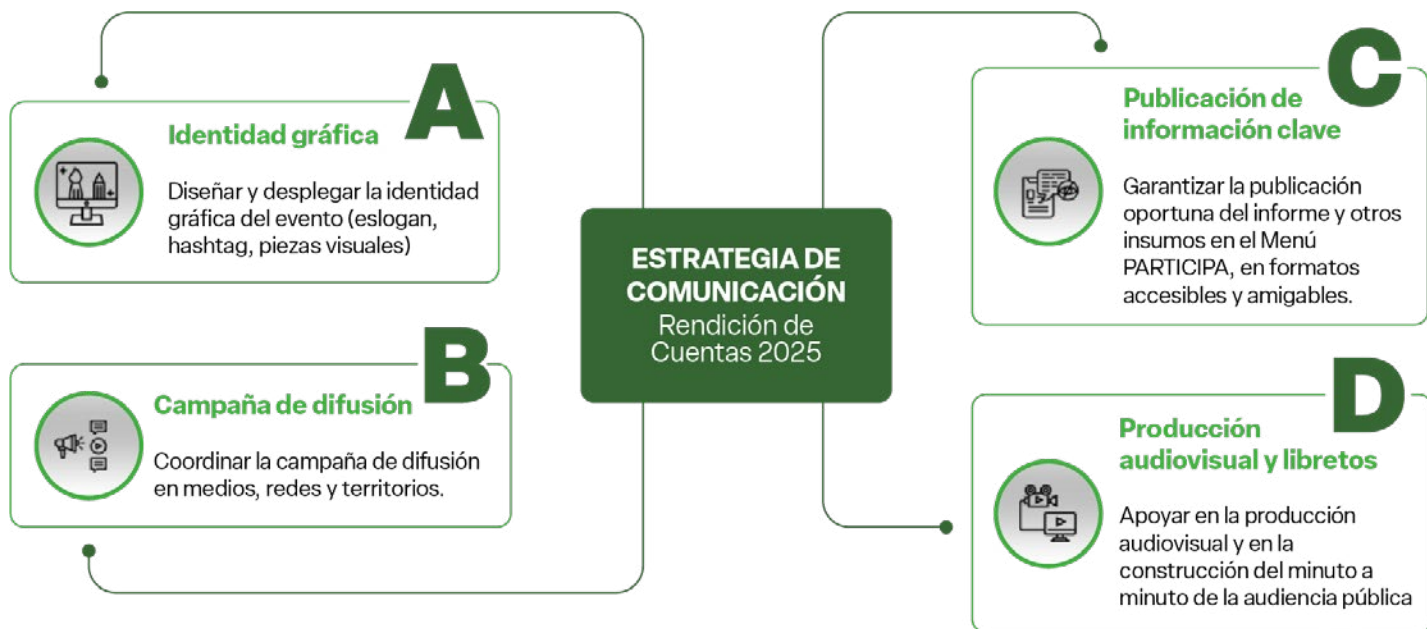 A
Identidad gráfica
Diseñar y desplegar la identidad
gráfica del evento (eslogan,
hashtag, piezas visuales)
B
Campaña de difusión
Coordinar la campaña de difusión
en medios, redes y territorios.
ESTRATEGIA DE
COMUNICACIÓN
Rendición de
Cuentas 2025
C
Publicación de
información clave
Garantizar la publicación
oportuna del informe y otros
insumos en el Menú
PARTICIPA, en formatos
accesibles y amigables.
D
Producción
audiovisual y libretos
Apoyar en la producción
audiovisual y en la
construcción del minuto a
minuto de la audiencia pública